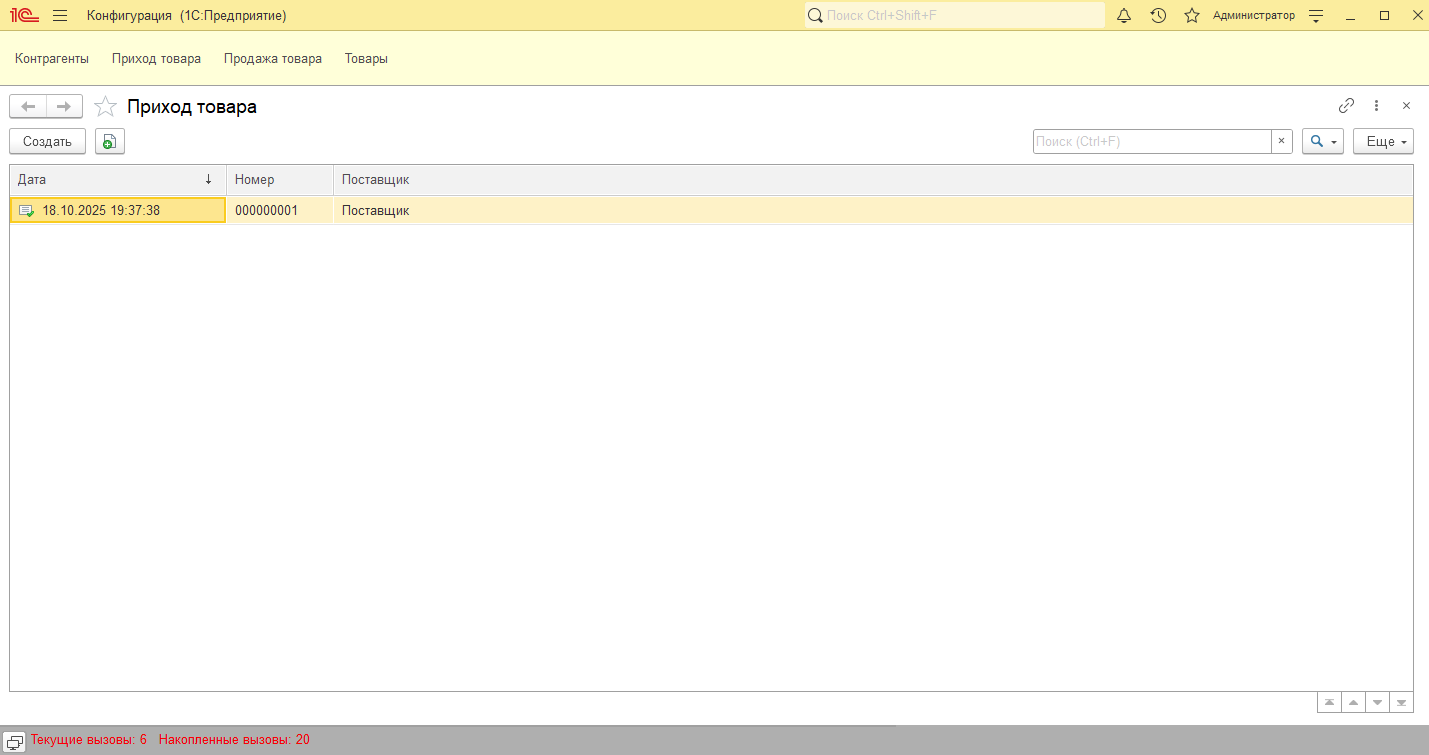 1С Конфигурация (1С:Предприятие) Поиск Ctrl+Shift+F Администратор
Контрагенты Приход товара Продажа товара Товары
Приход товара
Создать Поиск (Ctrl+F) × Еще
Дата ↓ Номер Поставщик
18.10.2025 19:37:38 000000001 Поставщик
Текущие вызовы: 6 Накопленные вызовы: 20